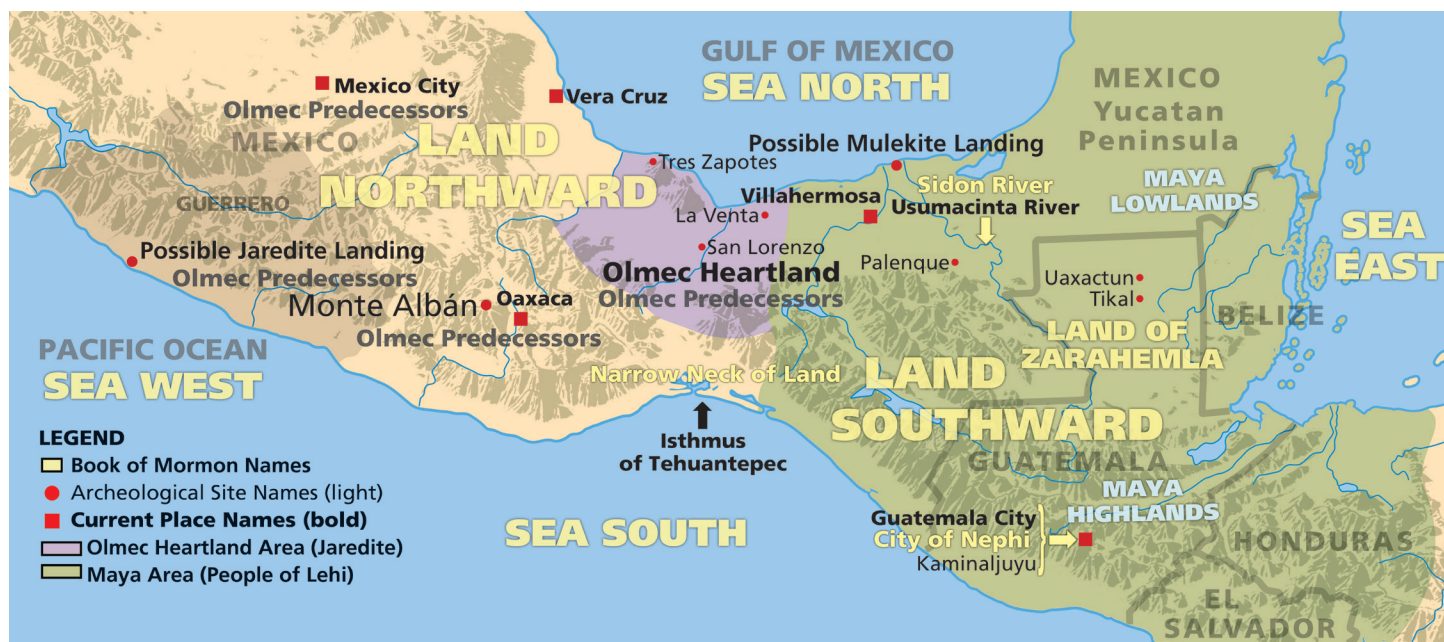 GULF OF MEXICO
SEA NORTH
MEXICO
Yucatan
Peninsula
Mexico City
Olmec Predecessors
MEXICO
Vera Cruz
LAND
NORTHWARD
GUERRERO
Tres Zapotes
Possible Mulekite Landing
Villahermosa
La Venta
San Lorenzo
Olmec Heartland
Olmec Predecessors
Sidon River
Usumacinta River
MAYA
LOWLANDS
SEA
EAST
Palenque
Uaxactun
Tikal
BELIZE
LAND OF
ZARAHEMLA
Possible Jaredite Landing
Olmec Predecessors
Monte Albán
Oaxaca
Olmec Predecessors
PACIFIC OCEAN
SEA WEST
Narrow Neck of Land
LAND
SOUTHWARD
Isthmus
of Tehuantepec
GUATEMALA
MAYA
HIGHLANDS
SEA SOUTH
Guatemala City
City of Nephi
Kaminaljuyu
HONDURAS
EL
SALVADOR
LEGEND
Book of Mormon Names
Archeological Site Names (light)
Current Place Names (bold)
Olmec Heartland Area (Jaredite)
Maya Area (People of Lehi)